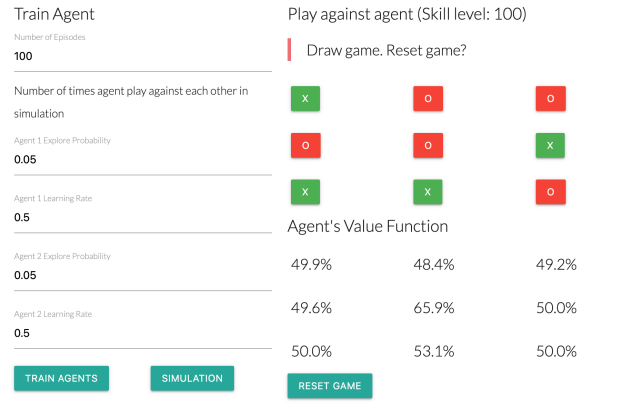 Train Agent
Number of Episodes
100
Number of times agent play against each other in
simulation
Agent 1 Explore Probability
0.05
Agent 1 Learning Rate
0.5
Agent 2 Explore Probability
0.05
Agent 2 Learning Rate
0.5
TRAIN AGENTS SIMULATION
Play against agent (Skill level: 100)
Draw game. Reset game?
X O O
O O X
X X O
Agent's Value Function
49.9% 48.4% 49.2%
49.6% 65.9% 50.0%
50.0% 53.1% 50.0%
RESET GAME